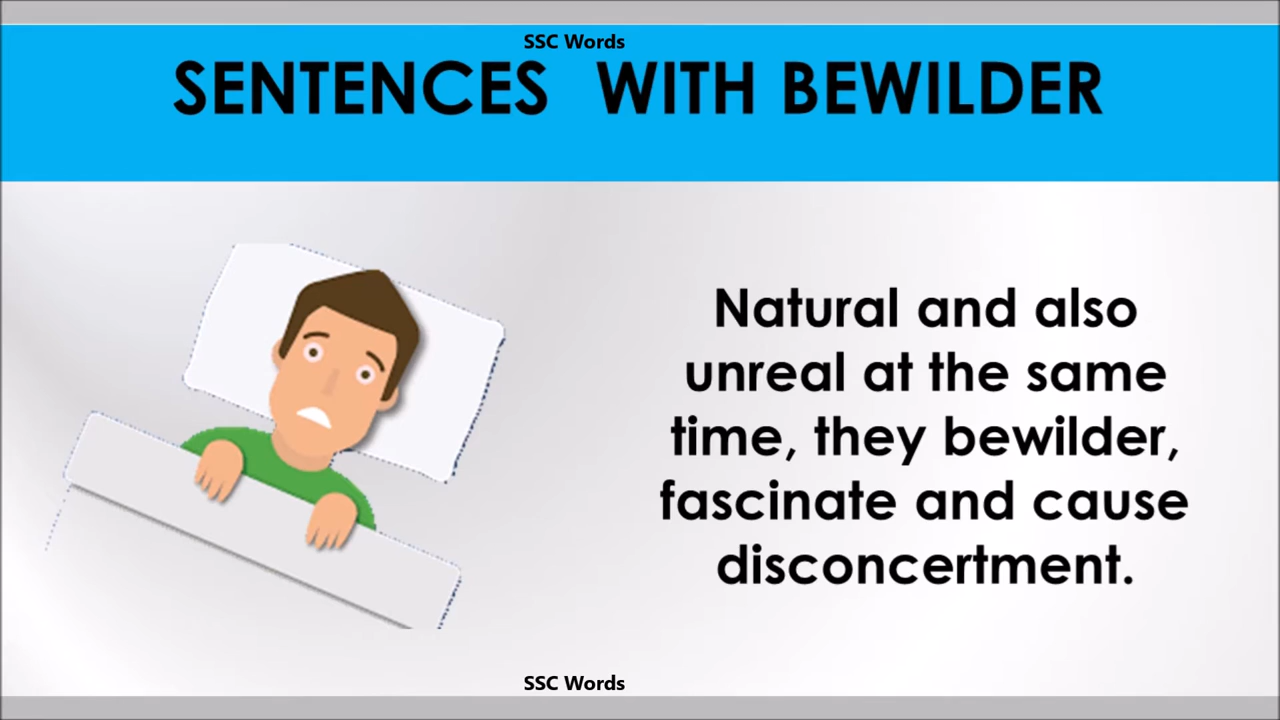 SSC Words
SENTENCES WITH BEWILDER
Natural and also
unreal at the same
time, they bewilder,
fascinate and cause
disconcertment.
SSC Words